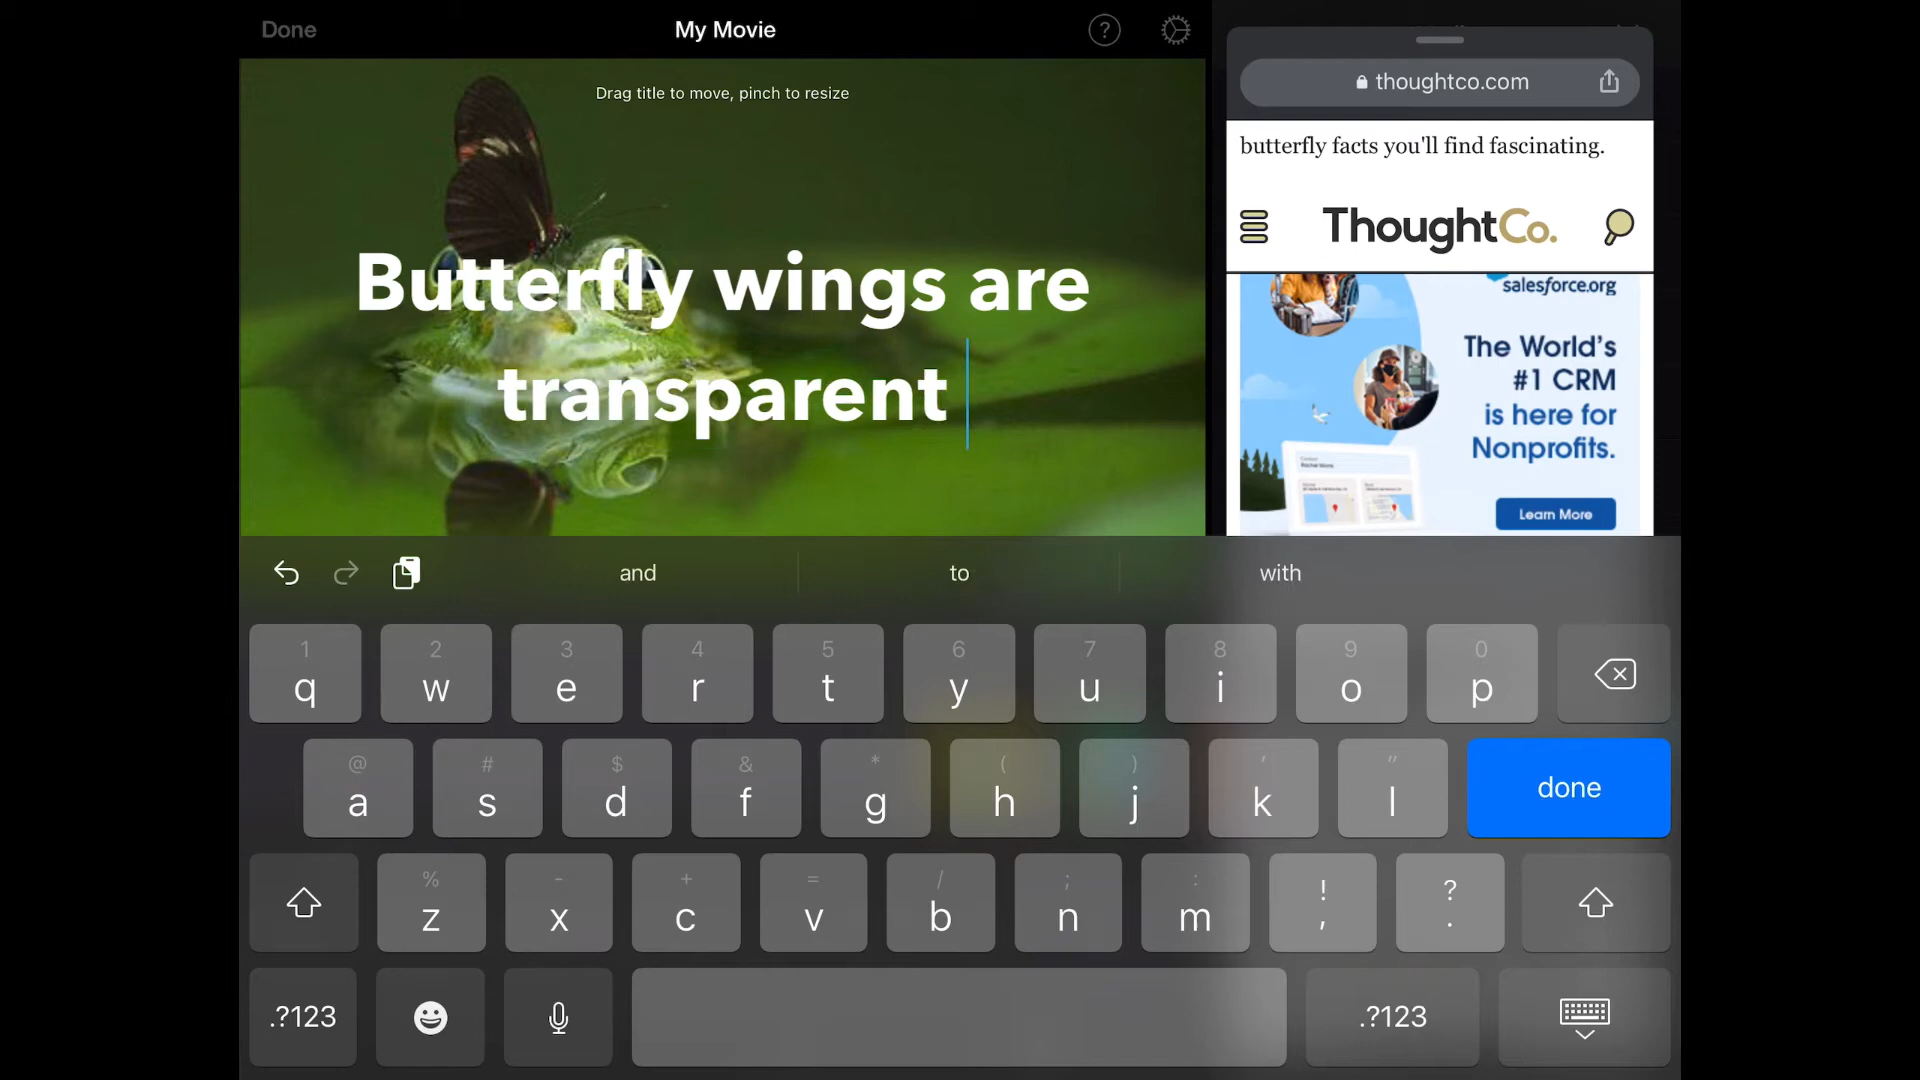 Done
My Movie
?
Drag title to move, pinch to resize
Butterfly wings are
transparent
thoughtco.com
butterfly facts you'll find fascinating.
ThoughtCo.
salesforce.org
The World's
#1 CRM
is here for
Nonprofits.
Learn More
and to with
1 2 3 4 5 6 7 8 9 0
q w e r t y u i o p
@ # $ & * ( ) ' "
a s d f g h j k l done
% - + = / ; : ! ?
z x c v b n m , .
.?123 .?123